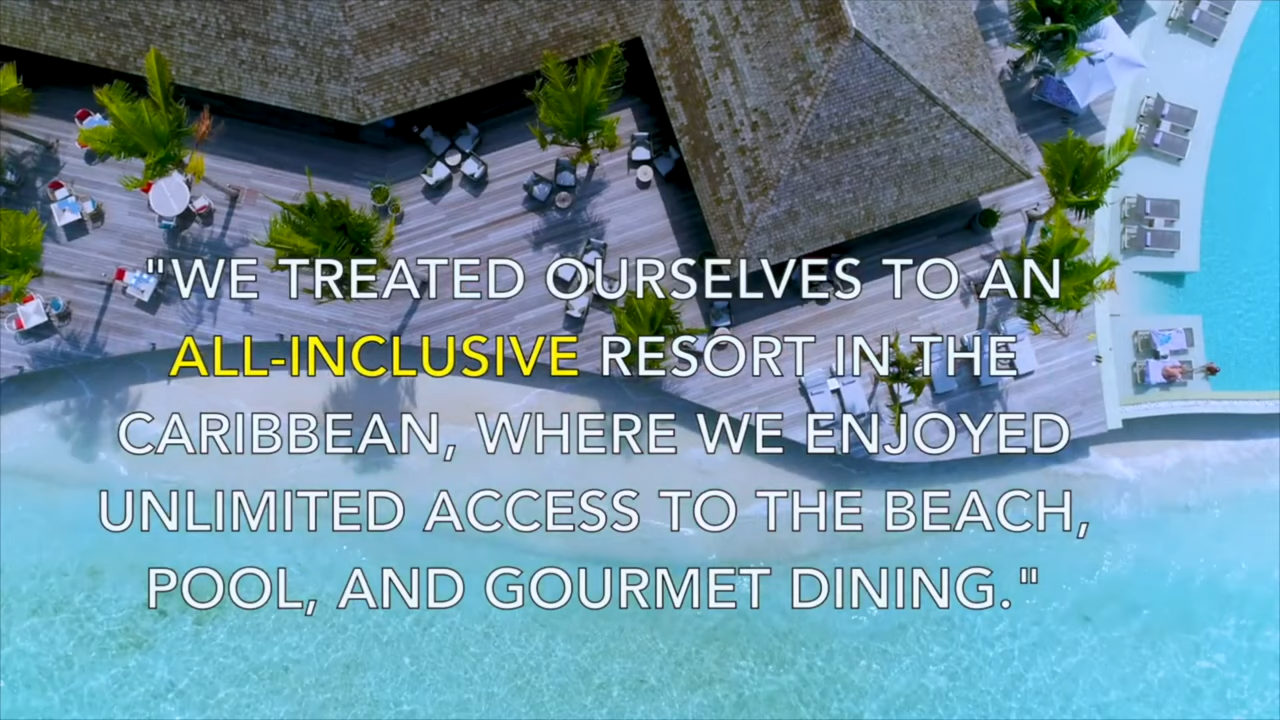 "WE TREATED OURSELVES TO AN
ALL-INCLUSIVE RESORT IN THE
CARIBBEAN, WHERE WE ENJOYED
UNLIMITED ACCESS TO THE BEACH,
POOL, AND GOURMET DINING."